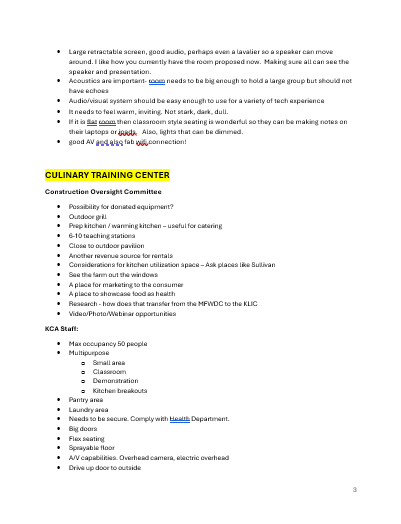 • Large retractable screen, good audio, perhaps even a lavalier so a speaker can move
around. I like how you currently have the room proposed now.  Making sure all can see the
speaker and presentation.
• Acoustics are important- room needs to be big enough to hold a large group but should not
have echoes
• Audio/visual system should be easy enough to use for a variety of tech experience
• It needs to feel warm, inviting. Not stark, dark, dull.
• If it is flat room then classroom style seating is wonderful so they can be making notes on
their laptops or ipads.  Also, lights that can be dimmed.
• good AV and also fab wifi connection!
CULINARY TRAINING CENTER
Construction Oversight Committee
• Possibility for donated equipment?
• Outdoor grill
• Prep kitchen / warming kitchen – useful for catering
• 6-10 teaching stations
• Close to outdoor pavilion
• Another revenue source for rentals
• Considerations for kitchen utilization space – Ask places like Sullivan
• See the farm out the windows
• A place for marketing to the consumer
• A place to showcase food as health
• Research - how does that transfer from the MFWDC to the KLIC
• Video/Photo/Webinar opportunities
KCA Staff:
• Max occupancy 50 people
• Multipurpose
o Small area
o Classroom
o Demonstration
o Kitchen breakouts
• Pantry area
• Laundry area
• Needs to be secure. Comply with Health Department.
• Big doors
• Flex seating
• Sprayable floor
• A/V capabilities. Overhead camera, electric overhead
• Drive up door to outside
3